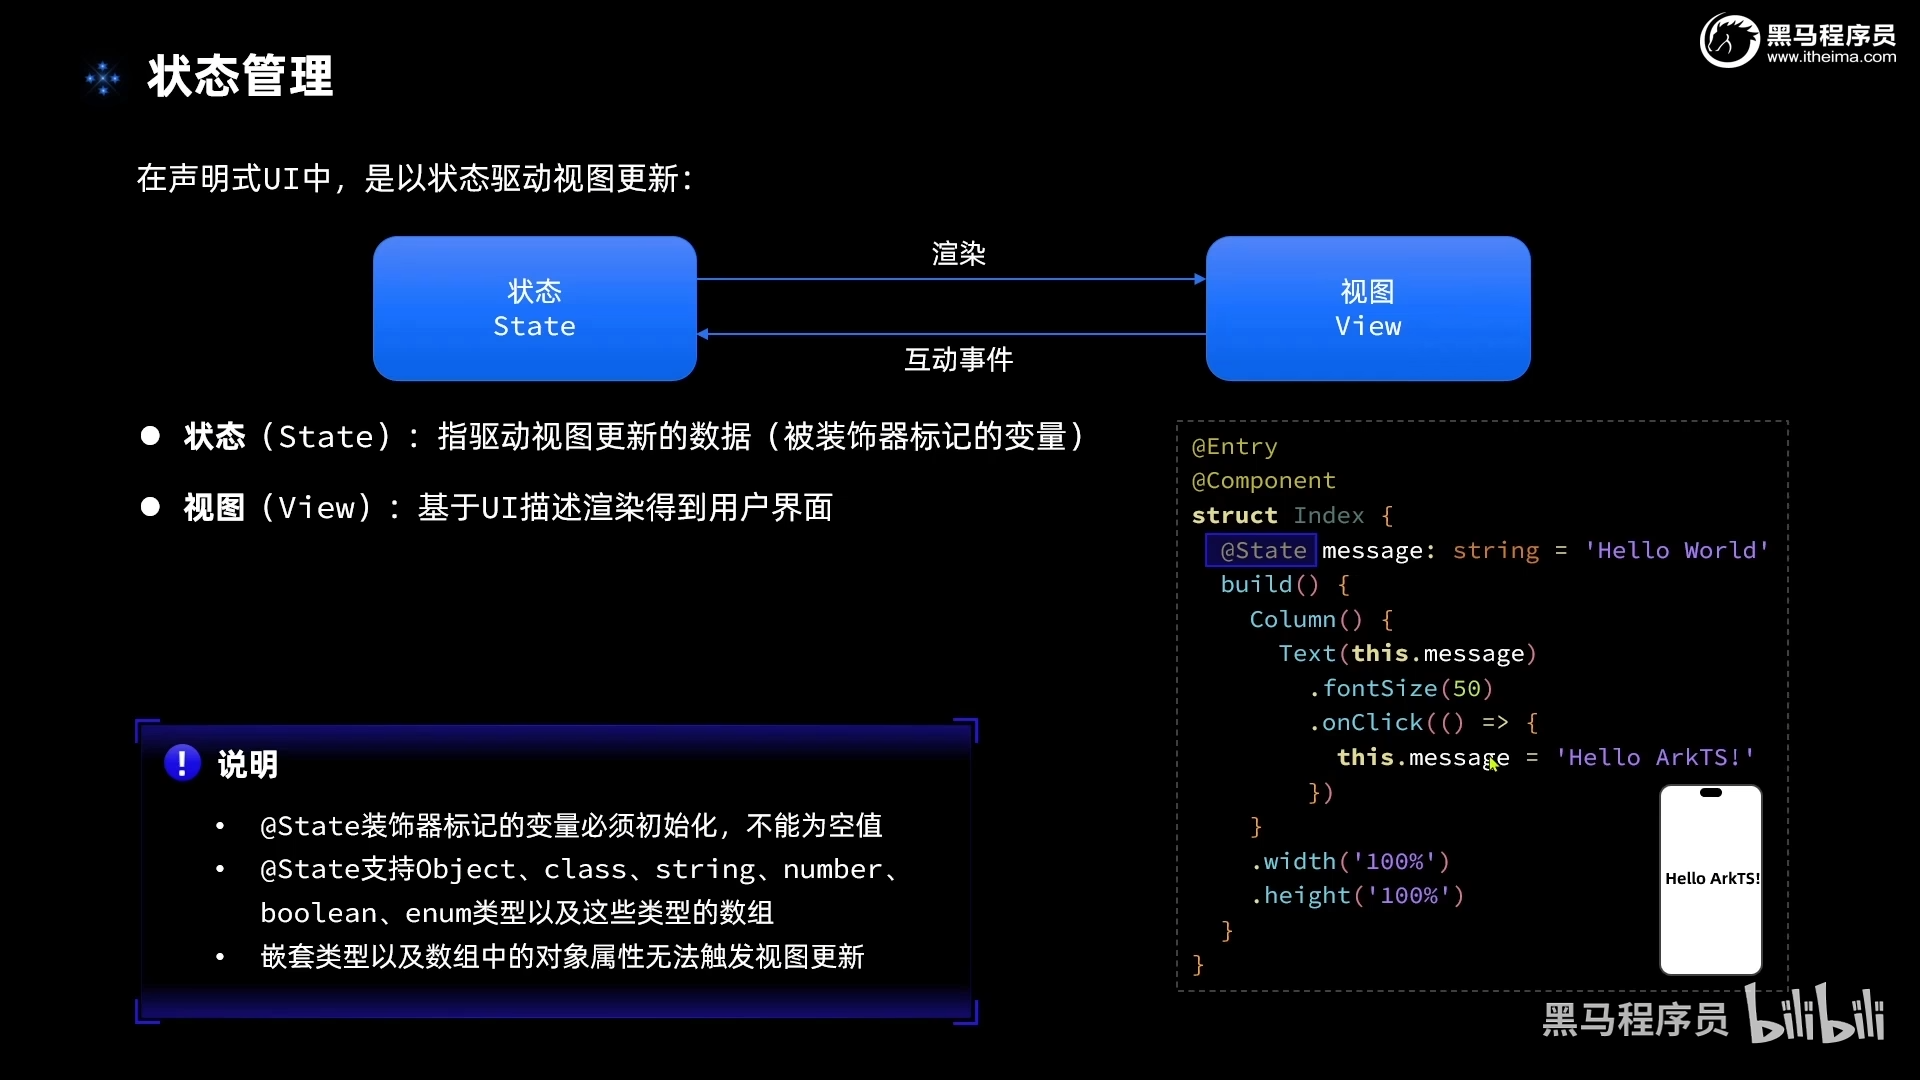 黑马程序员
www.itheima.com
状态管理
在声明式UI中，是以状态驱动视图更新：
状态
State
渲染
互动事件
视图
View
● 状态（State）：指驱动视图更新的数据（被装饰器标记的变量）
● 视图（View）：基于UI描述渲染得到用户界面
@Entry
@Component
struct Index {
@State message: string = 'Hello World'
build() {
Column() {
Text(this.message)
.fontSize(50)
.onClick(() => {
this.message = 'Hello ArkTS!'
})
}
.width('100%')
.height('100%')
}
}
Hello ArkTS!
! 说明
• @State装饰器标记的变量必须初始化，不能为空值
• @State支持Object、class、string、number、
boolean、enum类型以及这些类型的数组
• 嵌套类型以及数组中的对象属性无法触发视图更新
黑马程序员 bilibili